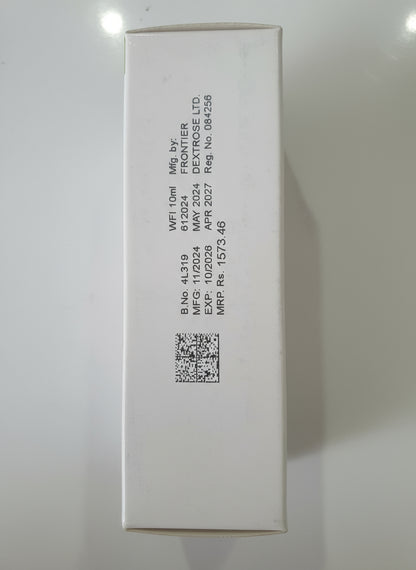 WFI 10ml Mfg. by:
B.No. 4L319 612024 FRONTIER
MFG: 11/2024 MAY 2024 DEXTROSE LTD.
EXP: 10/2026 APR 2027 Reg. No. 084256
MRP. Rs. 1573.46